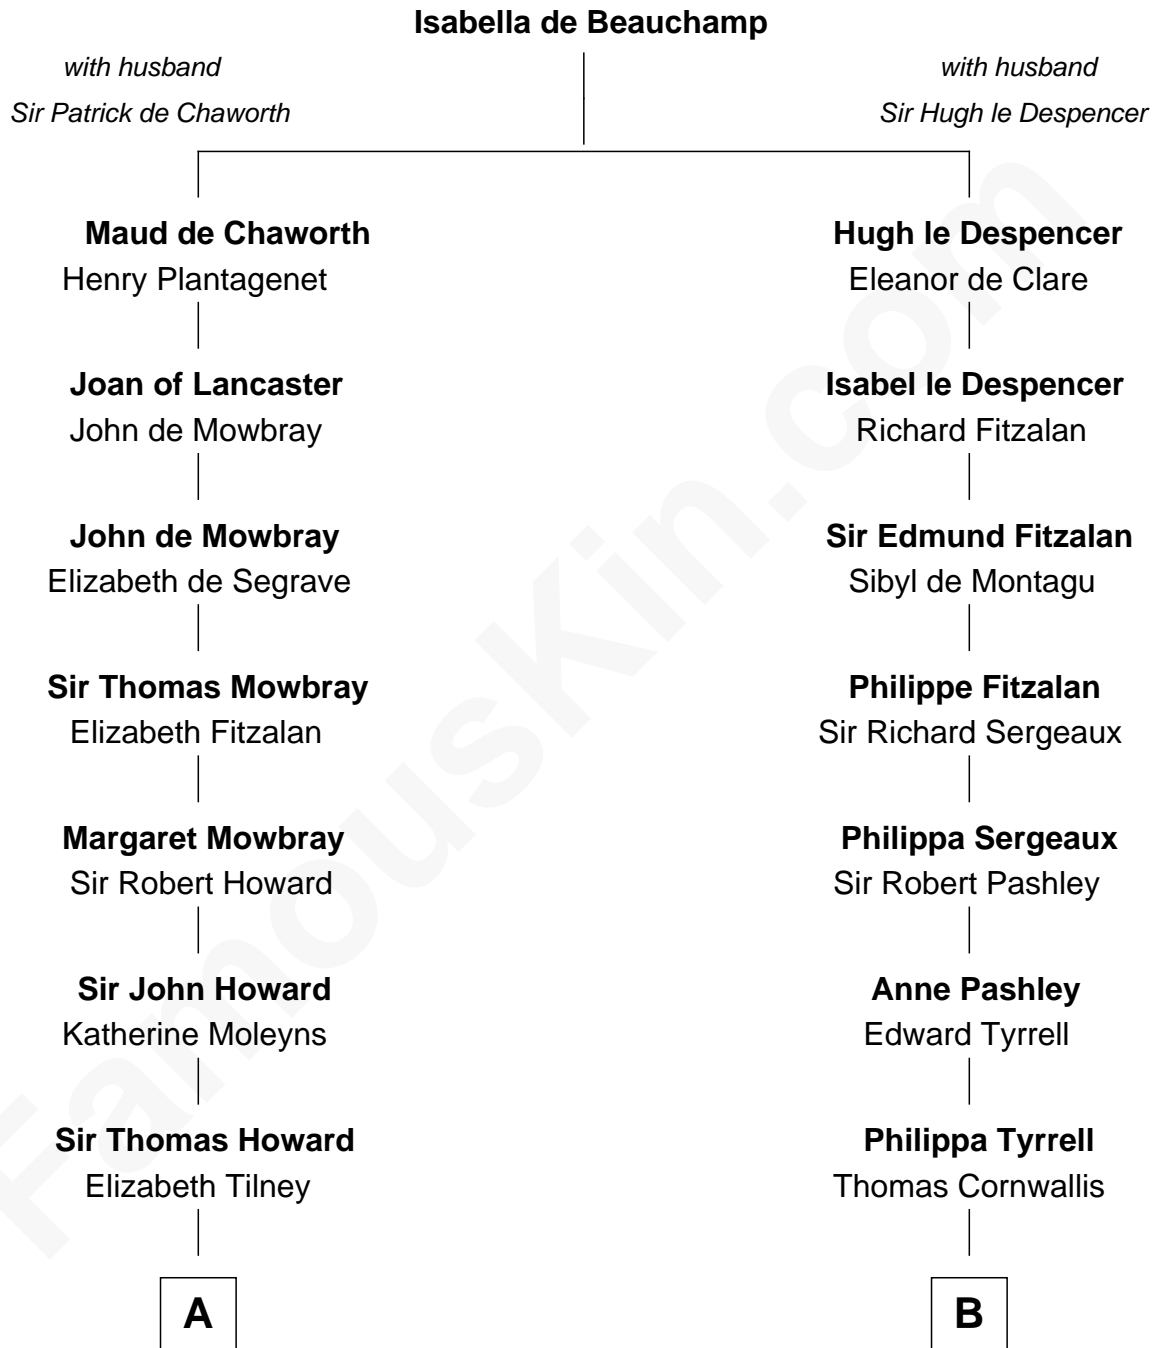 Isabella de Beauchamp
with husband
Sir Patrick de Chaworth
with husband
Sir Hugh le Despencer
Maud de Chaworth
Henry Plantagenet
Joan of Lancaster
John de Mowbray
John de Mowbray
Elizabeth de Segrave
Sir Thomas Mowbray
Elizabeth Fitzalan
Margaret Mowbray
Sir Robert Howard
Sir John Howard
Katherine Moleyns
Sir Thomas Howard
Elizabeth Tilney
A
Hugh le Despencer
Eleanor de Clare
Isabel le Despencer
Richard Fitzalan
Sir Edmund Fitzalan
Sibyl de Montagu
Philippe Fitzalan
Sir Richard Sergeaux
Philippa Sergeaux
Sir Robert Pashley
Anne Pashley
Edward Tyrrell
Philippa Tyrrell
Thomas Cornwallis
B
FamousKin.com